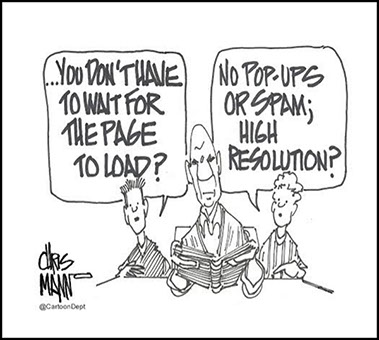 ...YOU DON'T HAVE
TO WAIT FOR
THE PAGE
TO LOAD?
NO POP-UPS
OR SPAM;
HIGH
RESOLUTION?
CHRIS
MANN
@CartoonDept